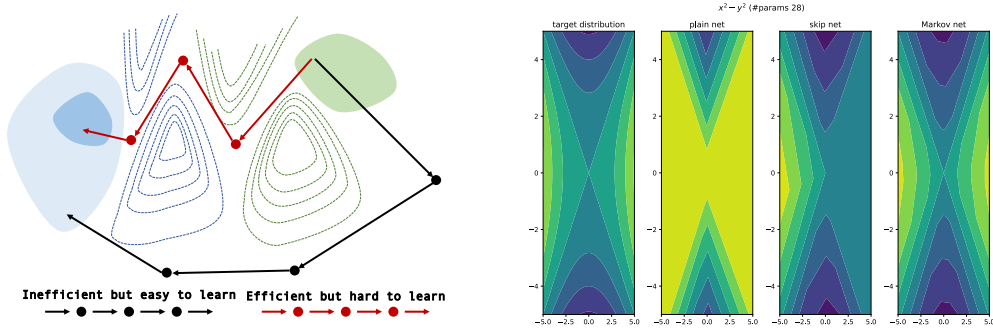 Inefficient but easy to learn
Efficient but hard to learn
x² − y² (#params 28)
target distribution
plain net
skip net
Markov net
4
2
0
−2
−4
−5.0 −2.5 0.0 2.5 5.0
−5.0 −2.5 0.0 2.5 5.0
−5.0 −2.5 0.0 2.5 5.0
−5.0 −2.5 0.0 2.5 5.0
4
2
0
−2
−4
4
2
0
−2
−4
4
2
0
−2
−4